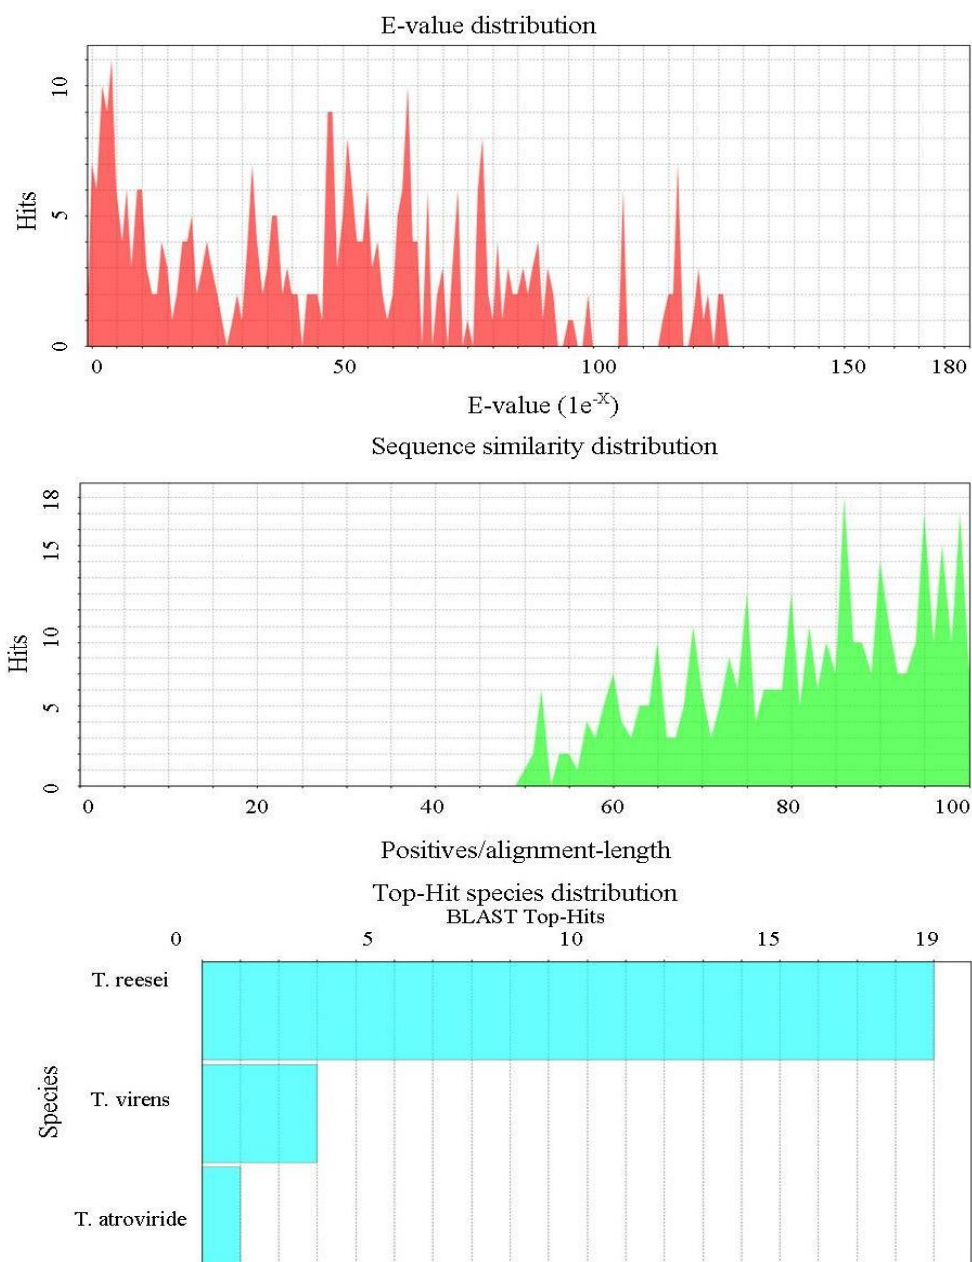 E-value distribution
10
5
0
Hits
0 50 100 150 180
E-value (1e-X)
Sequence similarity distribution
18
15
10
5
0
Hits
0 20 40 60 80 100
Positives/alignment-length
Top-Hit species distribution
BLAST Top-Hits
0 5 10 15 19
T. reesei
T. virens
T. atroviride
Species